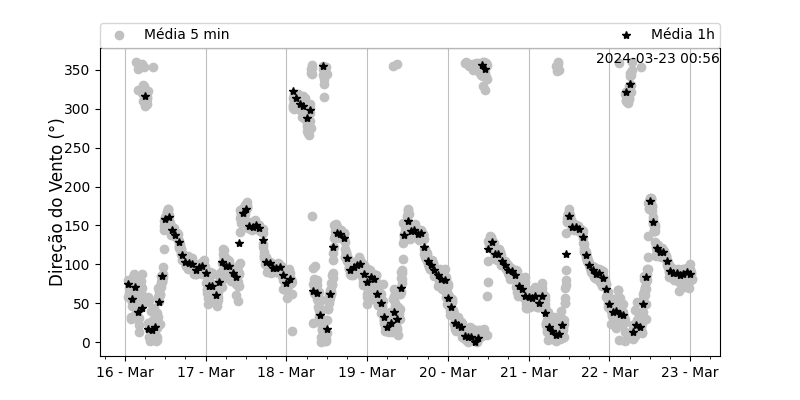 Média 5 min
Média 1h
2024-03-23 00:56
Direção do Vento (°)
350
300
250
200
150
100
50
0
16 - Mar
17 - Mar
18 - Mar
19 - Mar
20 - Mar
21 - Mar
22 - Mar
23 - Mar